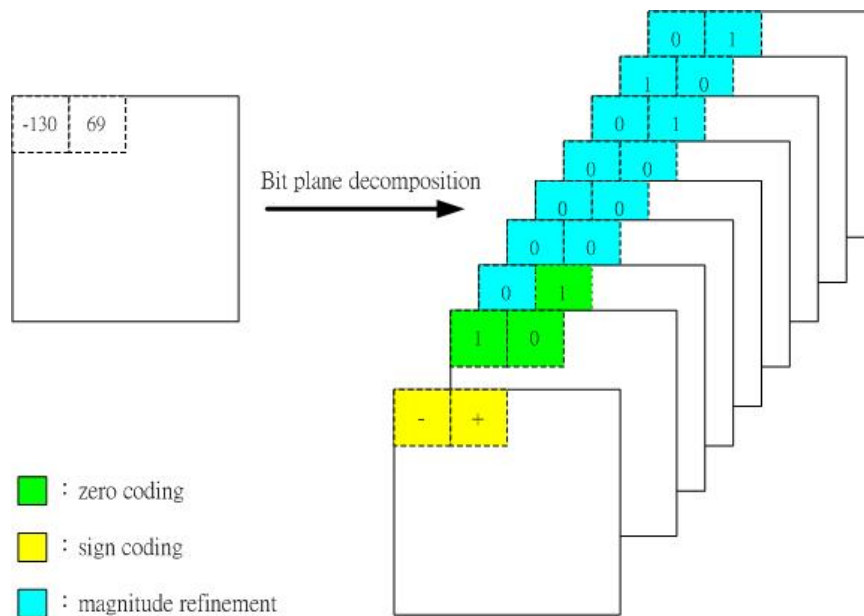 0 1
1 0
0 1
0 0
0 0
0 0
0 1
1 0
- +
-130 69
Bit plane decomposition
: zero coding
: sign coding
: magnitude refinement